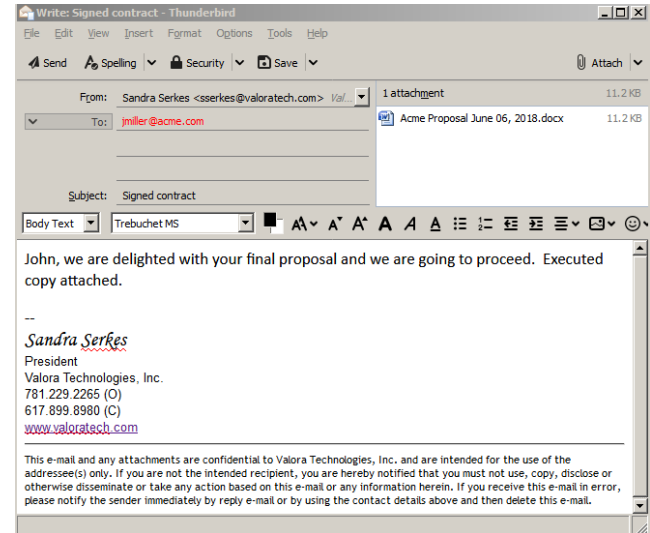 Write: Signed contract - Thunderbird
File Edit View Insert Format Options Tools Help
Send Spelling Security Save Attach
From: Sandra Serkes <sserkes@valoratech.com> Val...
1 attachment 11.2 KB
To: jmiller@acme.com
Acme Proposal June 06, 2018.docx 11.2 KB
Subject: Signed contract
Body Text Trebuchet MS
John, we are delighted with your final proposal and we are going to proceed. Executed
copy attached.
--
Sandra Serkes
President
Valora Technologies, Inc.
781.229.2265 (O)
617.899.8980 (C)
www.valoratech.com
This e-mail and any attachments are confidential to Valora Technologies, Inc. and are intended for the use of the
addressee(s) only. If you are not the intended recipient, you are hereby notified that you must not use, copy, disclose or
otherwise disseminate or take any action based on this e-mail or any information herein. If you receive this e-mail in error,
please notify the sender immediately by reply e-mail or by using the contact details above and then delete this e-mail.